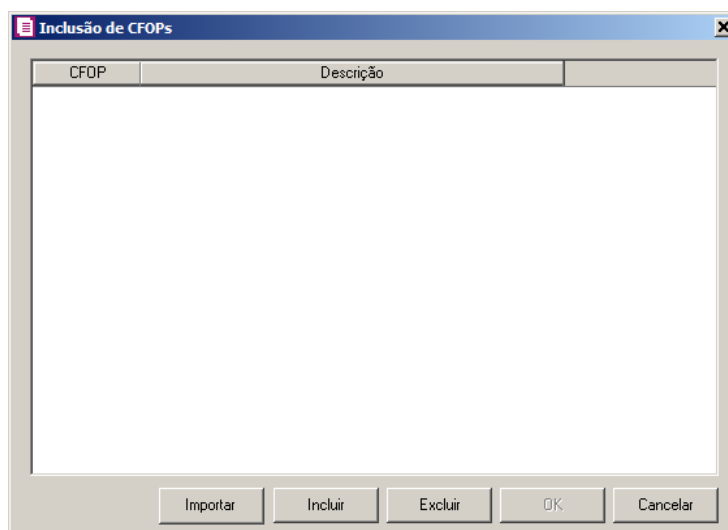 Inclusão de CFOPs
CFOP Descrição
Importar Incluir Excluir OK Cancelar